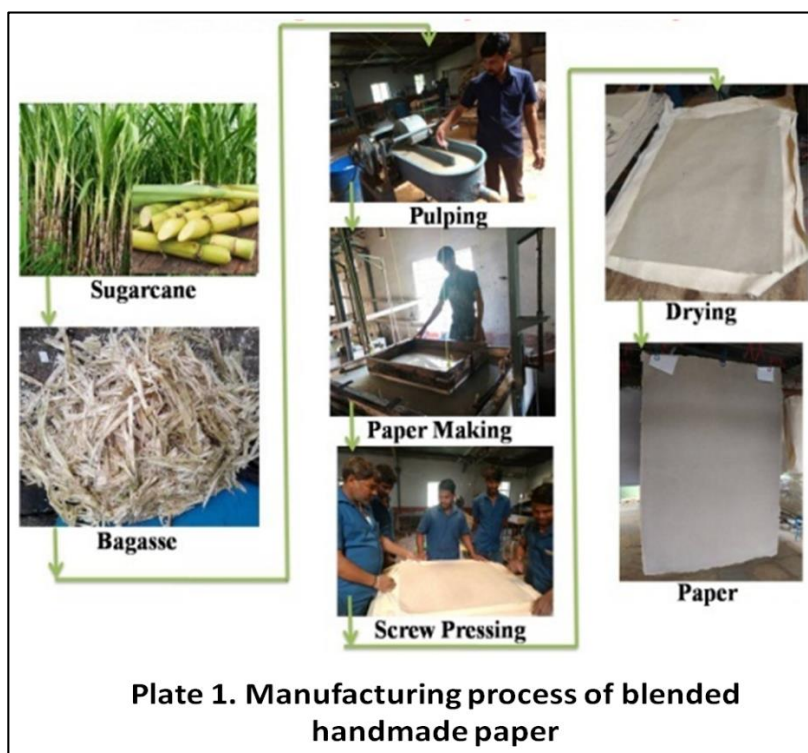 Sugarcane
Bagasse
Pulping
Paper Making
Screw Pressing
Drying
Paper
Plate 1. Manufacturing process of blended
handmade paper